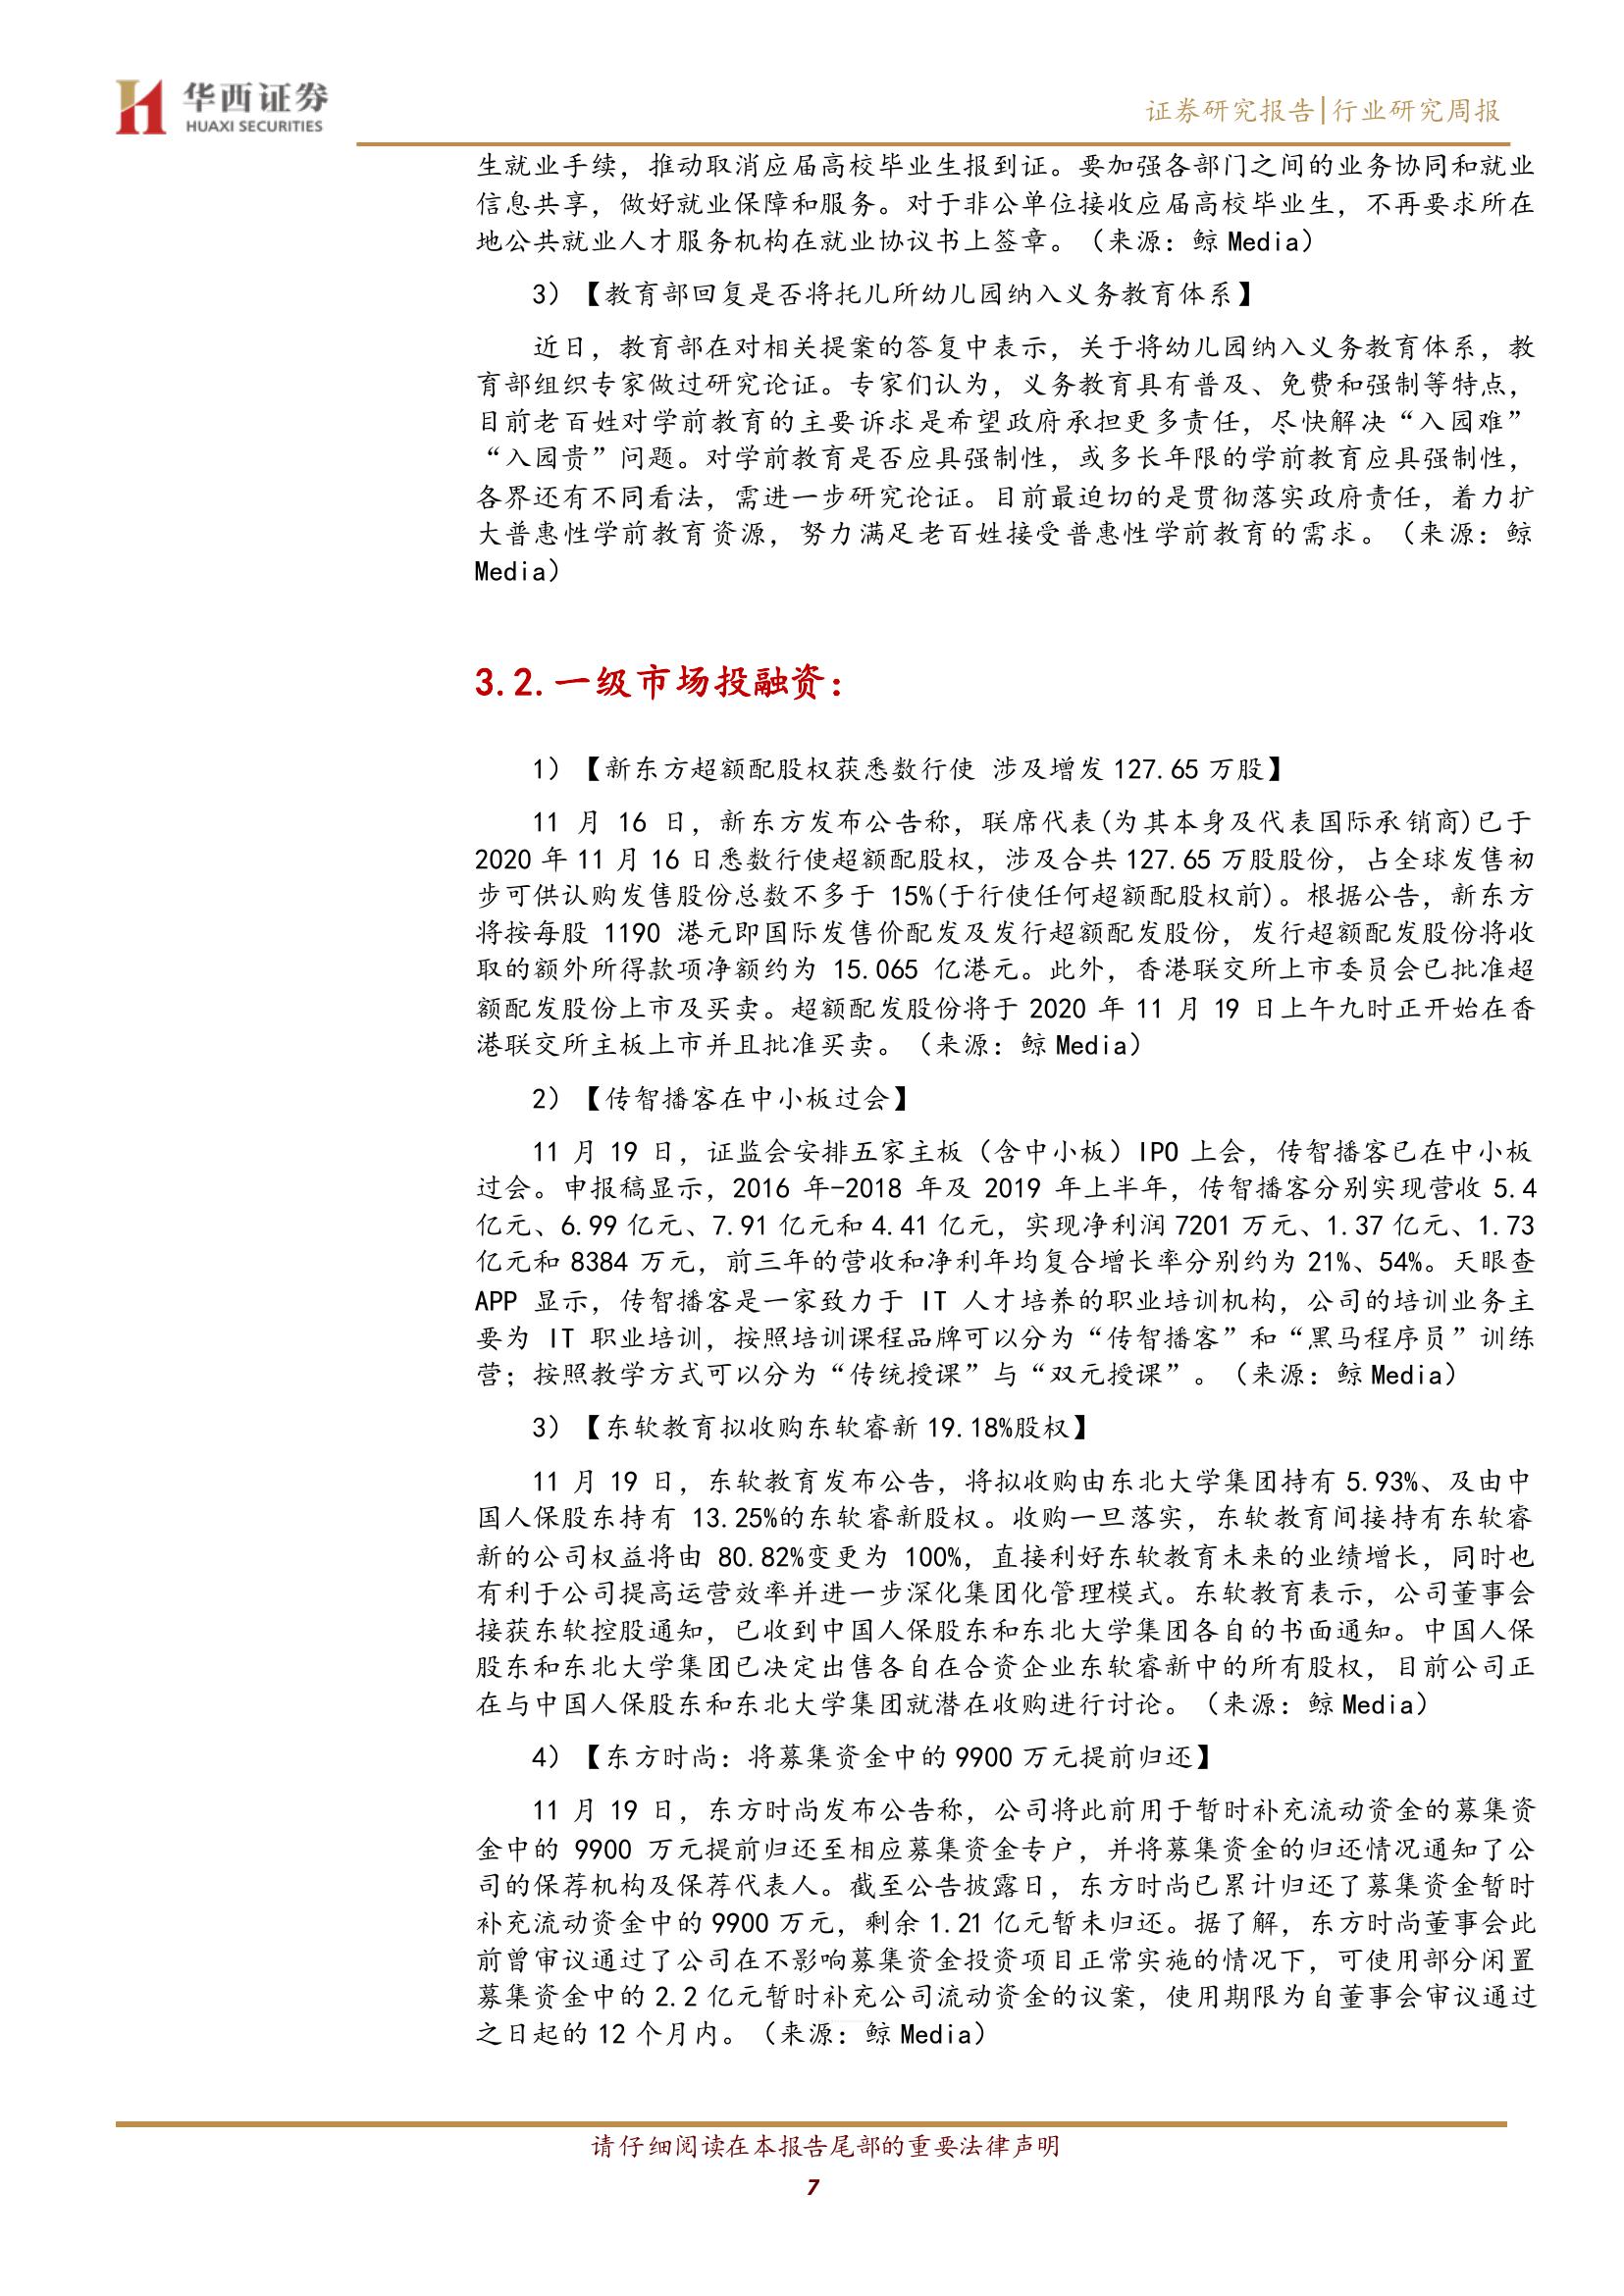 华西证券
HUAXI SECURITIES
证券研究报告|行业研究周报
生就业手续，推动取消应届高校毕业生报到证。要加强各部门之间的业务协同和就业
信息共享，做好就业保障和服务。对于非公单位接收应届高校毕业生，不再要求所在
地公共就业人才服务机构在就业协议书上签章。（来源：鲸 Media）
3）【教育部回复是否将托儿所幼儿园纳入义务教育体系】
近日，教育部在对相关提案的答复中表示，关于将幼儿园纳入义务教育体系，教
育部组织专家做过研究论证。专家们认为，义务教育具有普及、免费和强制等特点，
目前老百姓对学前教育的主要诉求是希望政府承担更多责任，尽快解决“入园难”
“入园贵”问题。对学前教育是否应具强制性，或多长年限的学前教育应具强制性，
各界还有不同看法，需进一步研究论证。目前最迫切的是贯彻落实政府责任，着力扩
大普惠性学前教育资源，努力满足老百姓接受普惠性学前教育的需求。（来源：鲸
Media）
3.2.一级市场投融资：
1）【新东方超额配股权获悉数行使 涉及增发 127.65 万股】
11 月 16 日，新东方发布公告称，联席代表(为其本身及代表国际承销商)已于
2020 年 11 月 16 日悉数行使超额配股权，涉及合共 127.65 万股股份，占全球发售初
步可供认购发售股份总数不多于 15%(于行使任何超额配股权前)。根据公告，新东方
将按每股 1190 港元即国际发售价配发及发行超额配发股份，发行超额配发股份将收
取的额外所得款项净额约为 15.065 亿港元。此外，香港联交所上市委员会已批准超
额配发股份上市及买卖。超额配发股份将于 2020 年 11 月 19 日上午九时正开始在香
港联交所主板上市并且批准买卖。（来源：鲸 Media）
2）【传智播客在中小板过会】
11 月 19 日，证监会安排五家主板（含中小板）IPO 上会，传智播客已在中小板
过会。申报稿显示，2016 年-2018 年及 2019 年上半年，传智播客分别实现营收 5.4
亿元、6.99 亿元、7.91 亿元和 4.41 亿元，实现净利润 7201 万元、1.37 亿元、1.73
亿元和 8384 万元，前三年的营收和净利年均复合增长率分别约为 21%、54%。天眼查
APP 显示，传智播客是一家致力于 IT 人才培养的职业培训机构，公司的培训业务主
要为 IT 职业培训，按照培训课程品牌可以分为“传智播客”和“黑马程序员”训练
营；按照教学方式可以分为“传统授课”与“双元授课”。（来源：鲸 Media）
3）【东软教育拟收购东软睿新 19.18%股权】
11 月 19 日，东软教育发布公告，将拟收购由东北大学集团持有 5.93%、及由中
国人保股东持有 13.25%的东软睿新股权。收购一旦落实，东软教育间接持有东软睿
新的公司权益将由 80.82%变更为 100%，直接利好东软教育未来的业绩增长，同时也
有利于公司提高运营效率并进一步深化集团化管理模式。东软教育表示，公司董事会
接获东软控股通知，已收到中国人保股东和东北大学集团各自的书面通知。中国人保
股东和东北大学集团已决定出售各自在合资企业东软睿新中的所有股权，目前公司正
在与中国人保股东和东北大学集团就潜在收购进行讨论。（来源：鲸 Media）
4）【东方时尚：将募集资金中的 9900 万元提前归还】
11 月 19 日，东方时尚发布公告称，公司将此前用于暂时补充流动资金的募集资
金中的 9900 万元提前归还至相应募集资金专户，并将募集资金的归还情况通知了公
司的保荐机构及保荐代表人。截至公告披露日，东方时尚已累计归还了募集资金暂时
补充流动资金中的 9900 万元，剩余 1.21 亿元暂未归还。据了解，东方时尚董事会此
前曾审议通过了公司在不影响募集资金投资项目正常实施的情况下，可使用部分闲置
募集资金中的 2.2 亿元暂时补充公司流动资金的议案，使用期限为自董事会审议通过
之日起的 12 个月内。（来源：鲸 Media）
请仔细阅读在本报告尾部的重要法律声明
7